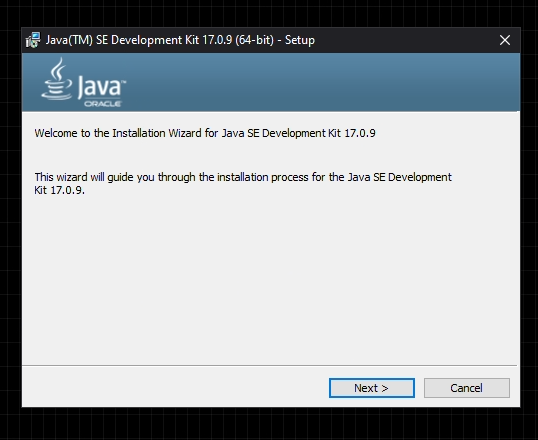 Java(TM) SE Development Kit 17.0.9 (64-bit) - Setup
Java™
ORACLE
Welcome to the Installation Wizard for Java SE Development Kit 17.0.9
This wizard will guide you through the installation process for the Java SE Development
Kit 17.0.9.
Next >
Cancel